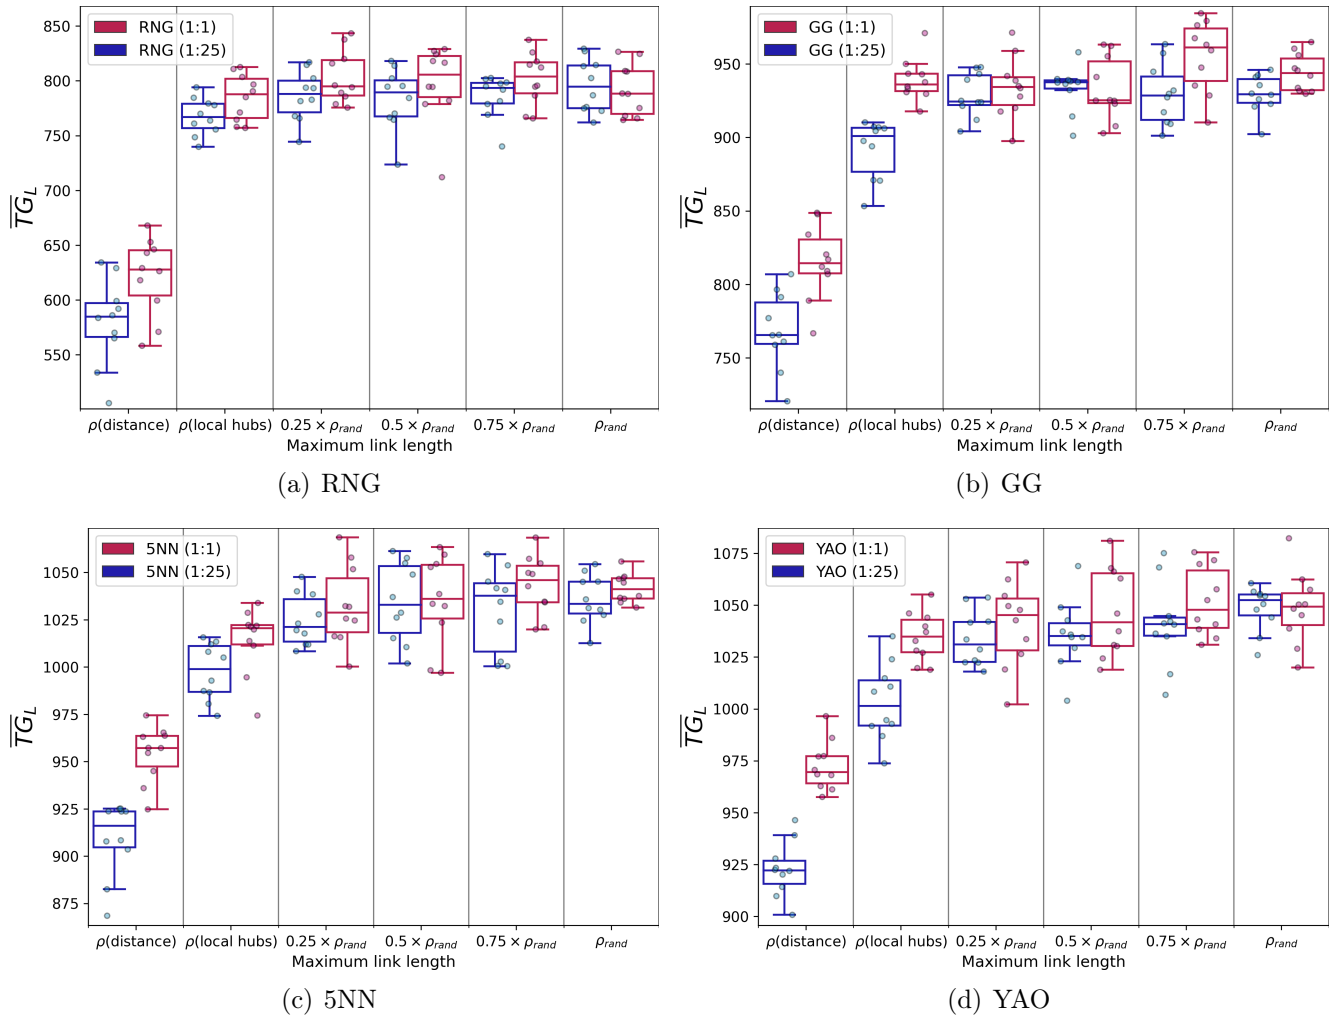 RNG (1:1)
RNG (1:25)
850
800
750
700
650
600
550
TG_L
ρ(distance) ρ(local hubs) 0.25 × ρ_rand 0.5 × ρ_rand 0.75 × ρ_rand ρ_rand
Maximum link length
(a) RNG
GG (1:1)
GG (1:25)
950
900
850
800
750
TG_L
ρ(distance) ρ(local hubs) 0.25 × ρ_rand 0.5 × ρ_rand 0.75 × ρ_rand ρ_rand
Maximum link length
(b) GG
5NN (1:1)
5NN (1:25)
1050
1025
1000
975
950
925
900
875
TG_L
ρ(distance) ρ(local hubs) 0.25 × ρ_rand 0.5 × ρ_rand 0.75 × ρ_rand ρ_rand
Maximum link length
(c) 5NN
YAO (1:1)
YAO (1:25)
1075
1050
1025
1000
975
950
925
900
TG_L
ρ(distance) ρ(local hubs) 0.25 × ρ_rand 0.5 × ρ_rand 0.75 × ρ_rand ρ_rand
Maximum link length
(d) YAO